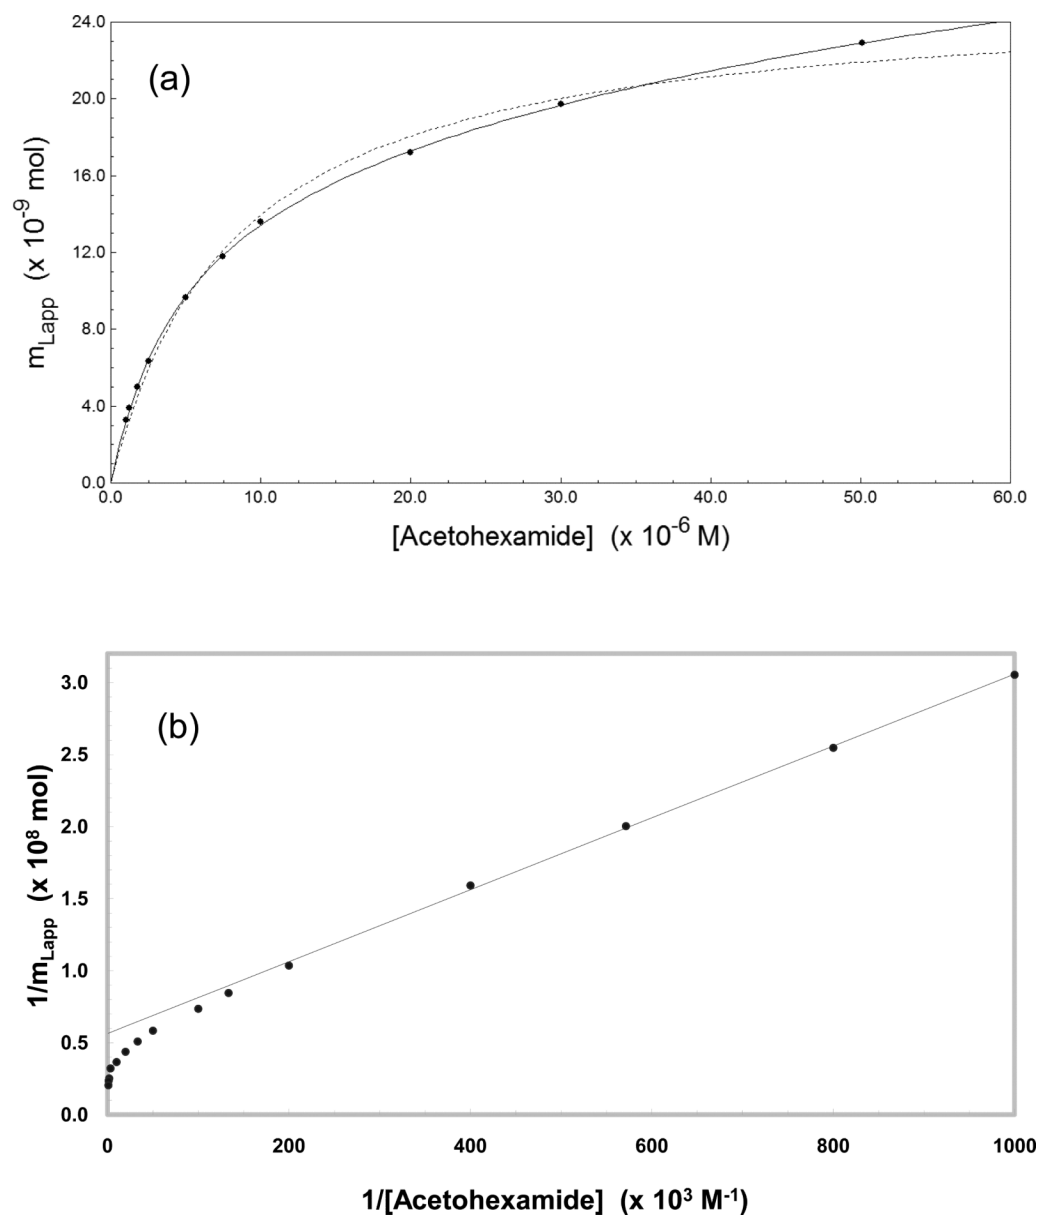 24.0
(a)
20.0
16.0
12.0
8.0
4.0
0.0
m_Lapp (x 10^-9 mol)
0.0 10.0 20.0 30.0 40.0 50.0 60.0
[Acetohexamide] (x 10^-6 M)
3.0
(b)
2.5
2.0
1.5
1.0
0.5
0.0
1/m_Lapp (x 10^8 mol)
0 200 400 600 800 1000
1/[Acetohexamide] (x 10^3 M^-1)